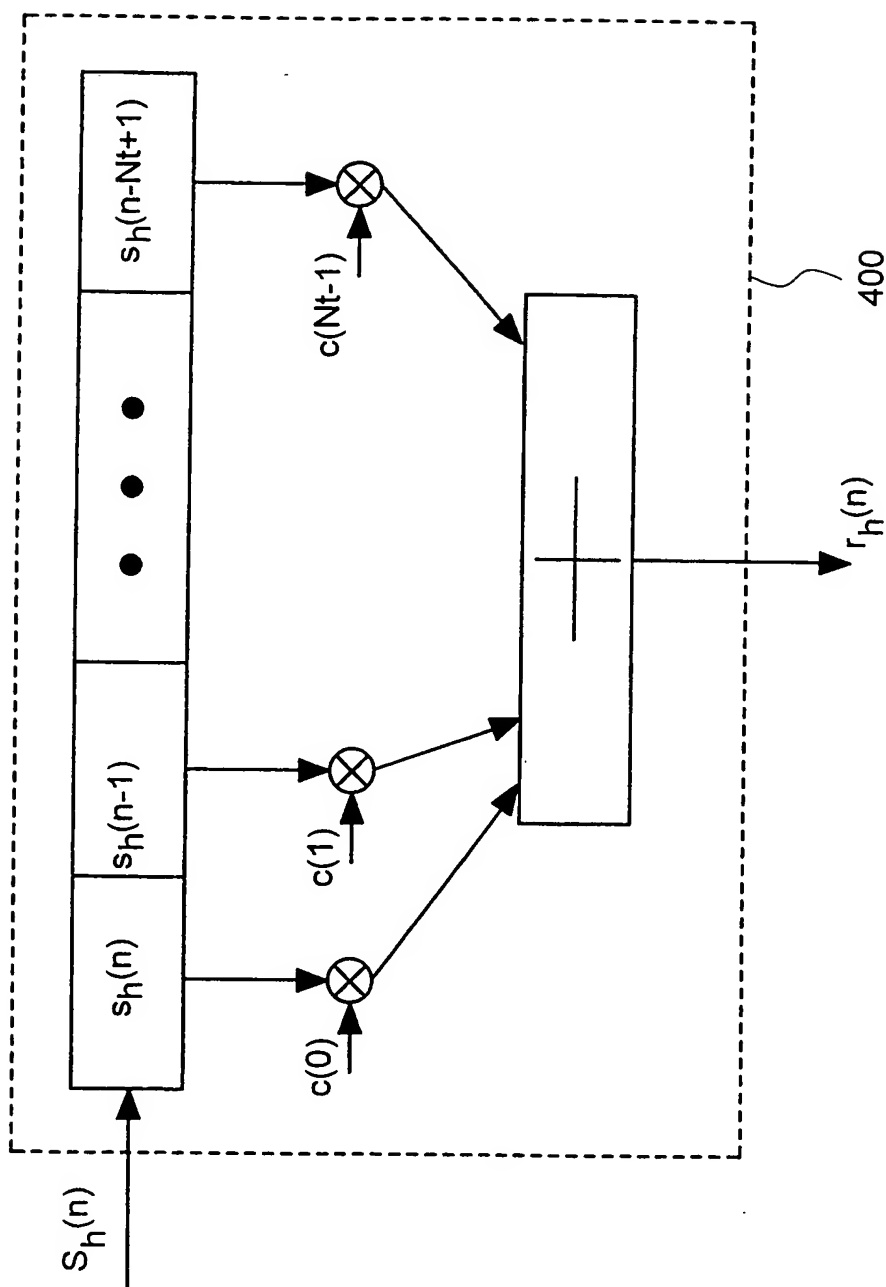 S_h(n)
s_h(n) s_h(n-1) s_h(n-Nt+1)
c(0) c(1) c(Nt-1)
+
r_h(n)
400